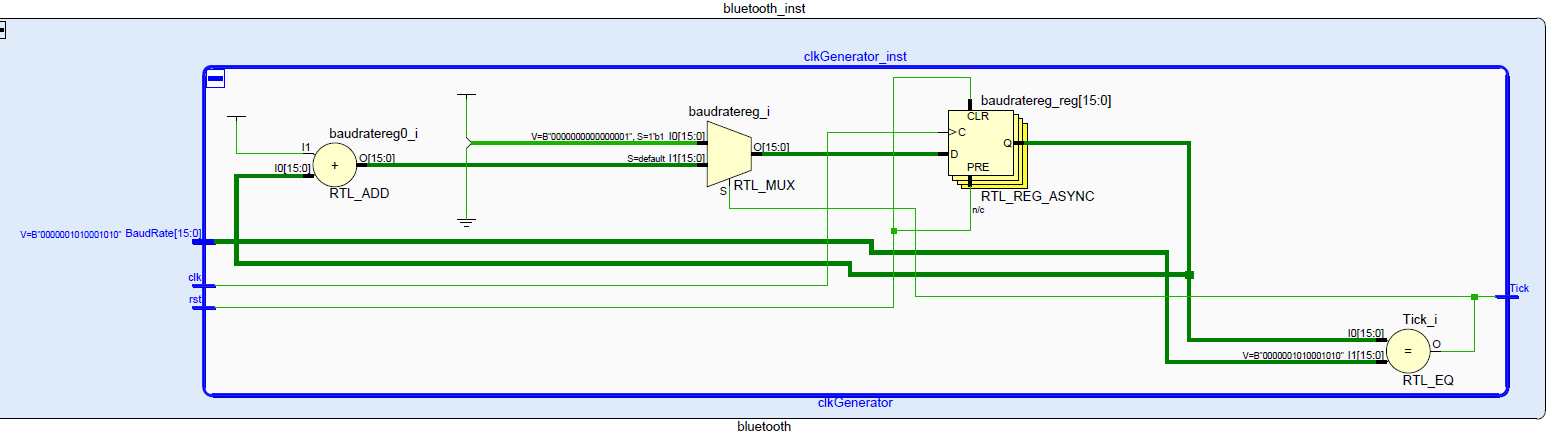 bluetooth_inst
clkGenerator_inst
baudratereg_reg[15:0]
baudratereg_i
CLR
baudratereg0_i
V=B"0000000000000001", S=1'b1 I0[15:0]
C
Q
I1
O[15:0]
O[15:0]
D
S=default I1[15:0]
+
I0[15:0]
PRE
RTL_ADD
S
RTL_MUX
RTL_REG_ASYNC
n/c
V=B"0000001010001010" BaudRate[15:0]
clk
rst
Tick
Tick_i
I0[15:0]
O
=
V=B"0000001010001010" I1[15:0]
RTL_EQ
clkGenerator
bluetooth